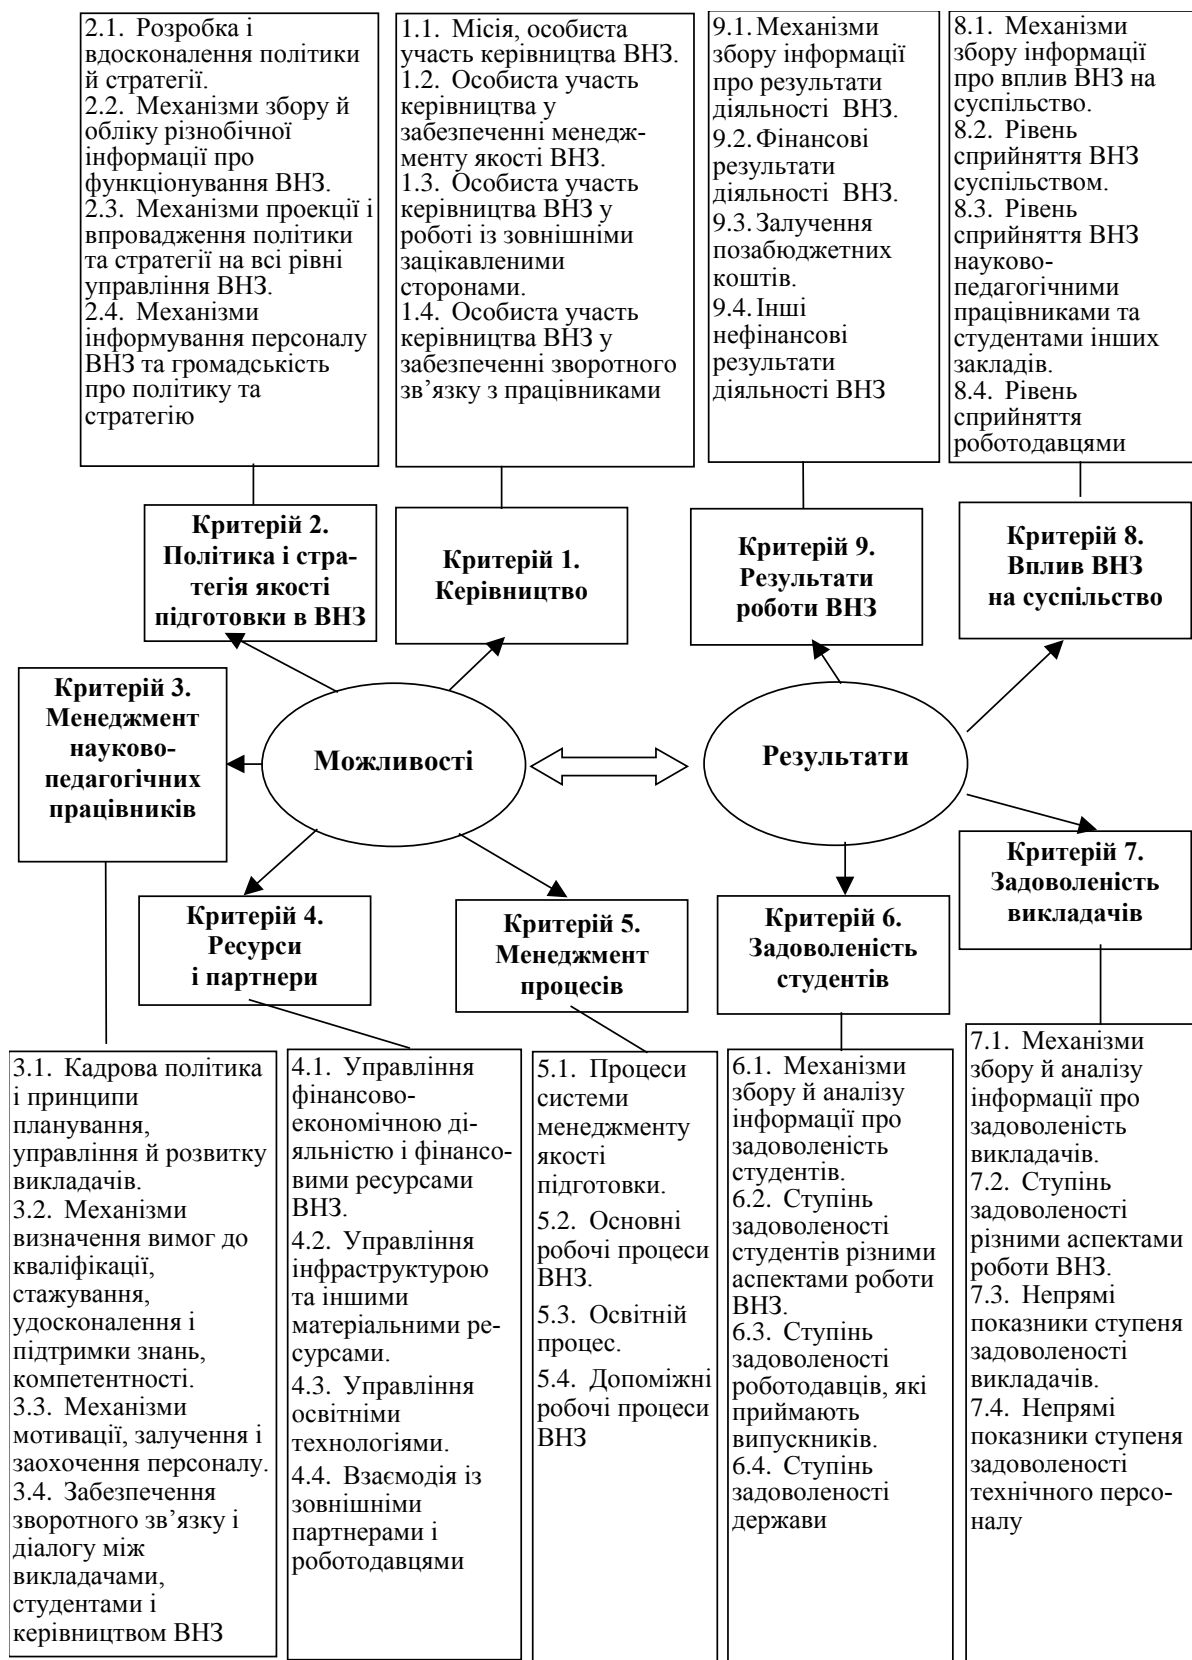 2.1. Розробка і
вдосконалення політики
й стратегії.
2.2. Механізми збору й
обліку різнобічної
інформації про
функціонування ВНЗ.
2.3. Механізми проекції і
впровадження політики
та стратегії на всі рівні
управління ВНЗ.
2.4. Механізми
інформування персоналу
ВНЗ та громадськість
про політику та
стратегію
1.1. Місія, особиста
участь керівництва ВНЗ.
1.2. Особиста участь
керівництва у
забезпеченні менедж-
менту якості ВНЗ.
1.3. Особиста участь
керівництва ВНЗ у
роботі із зовнішніми
зацікавленими
сторонами.
1.4. Особиста участь
керівництва ВНЗ у
забезпеченні зворотного
зв’язку з працівниками
9.1. Механізми
збору інформації
про результати
діяльності ВНЗ.
9.2. Фінансові
результати
діяльності ВНЗ.
9.3. Залучення
позабюджетних
коштів.
9.4. Інші
нефінансові
результати
діяльності ВНЗ
8.1. Механізми
збору інформації
про вплив ВНЗ на
суспільство.
8.2. Рівень
сприйняття ВНЗ
суспільством.
8.3. Рівень
сприйняття ВНЗ
науково-
педагогічними
працівниками та
студентами інших
закладів.
8.4. Рівень
сприйняття
роботодавцями
Критерій 2.
Політика і стра-
тегія якості
підготовки в ВНЗ
Критерій 1.
Керівництво
Критерій 9.
Результати
роботи ВНЗ
Критерій 8.
Вплив ВНЗ
на суспільство
Критерій 3.
Менеджмент
науково-
педагогічних
працівників
Можливості
Результати
Критерій 7.
Задоволеність
викладачів
Критерій 4.
Ресурси
і партнери
Критерій 5.
Менеджмент
процесів
Критерій 6.
Задоволеність
студентів
3.1. Кадрова політика
і принципи
планування,
управління й розвитку
викладачів.
3.2. Механізми
визначення вимог до
кваліфікації,
стажування,
удосконалення і
підтримки знань,
компетентності.
3.3. Механізми
мотивації, залучення і
заохочення персоналу.
3.4. Забезпечення
зворотного зв’язку і
діалогу між
викладачами,
студентами і
керівництвом ВНЗ
4.1. Управління
фінансово-
економічною ді-
яльністю і фінансо-
вими ресурсами
ВНЗ.
4.2. Управління
інфраструктурою
та іншими
матеріальними ре-
сурсами.
4.3. Управління
освітніми
технологіями.
4.4. Взаємодія із
зовнішніми
партнерами і
роботодавцями
5.1. Процеси
системи
менеджменту
якості
підготовки.
5.2. Основні
робочі процеси
ВНЗ.
5.3. Освітній
процес.
5.4. Допоміжні
робочі процеси
ВНЗ
6.1. Механізми
збору й аналізу
інформації про
задоволеність
студентів.
6.2. Ступінь
задоволеності
студентів різними
аспектами роботи
ВНЗ.
6.3. Ступінь
задоволеності
роботодавців, які
приймають
випускників.
6.4. Ступінь
задоволеності
держави
7.1. Механізми
збору й аналізу
інформації про
задоволеність
викладачів.
7.2. Ступінь
задоволеності
різними аспектами
роботи ВНЗ.
7.3. Непрямі
показники ступеня
задоволеності
викладачів.
7.4. Непрямі
показники ступеня
задоволеності
технічного персо-
налу